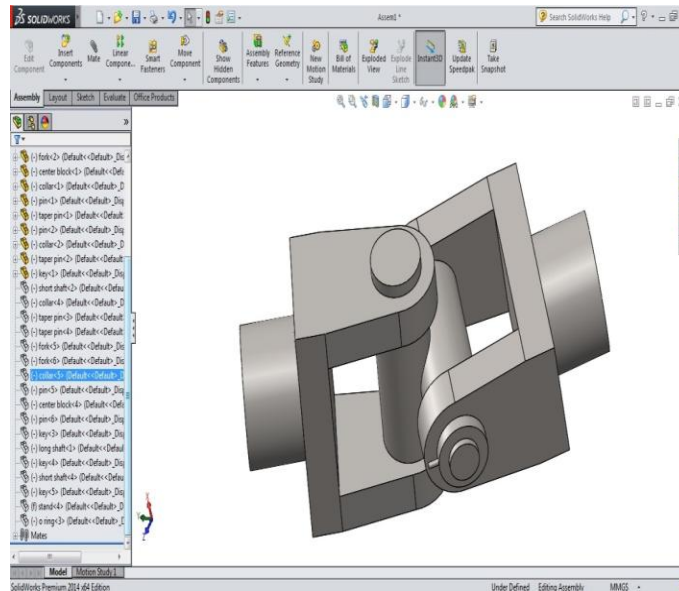 SOLIDWORKS
Assem1 *
Search SolidWorks Help
Edit Component
Insert Components
Mate
Linear Compone...
Smart Fasteners
Move Component
Show Hidden Components
Assembly Features
Reference Geometry
New Motion Study
Bill of Materials
Exploded View
Explode Line Sketch
Instant3D
Update Speedpak
Take Snapshot
Assembly Layout Sketch Evaluate Office Products
(-) fork<2> (Default<<Default>_Dis
(-) center block<1> (Default<<Defa
(-) collar<1> (Default<<Default>_D
(-) pin<1> (Default<<Default>_Disp
(-) taper pin<1> (Default<<Default
(-) pin<2> (Default<<Default>_Disp
(-) collar<2> (Default<<Default>_D
(-) taper pin<2> (Default<<Default
(-) key<1> (Default<<Default>_Disp
(-) short shaft<2> (Default<<Defau
(-) collar<4> (Default<<Default>_D
(-) taper pin<3> (Default<<Default
(-) taper pin<4> (Default<<Default
(-) fork<5> (Default<<Default>_Dis
(-) fork<6> (Default<<Default>_Dis
(-) collar<5> (Default<<Default>_D
(-) pin<5> (Default<<Default>_Disp
(-) center block<4> (Default<<Defa
(-) pin<6> (Default<<Default>_Disp
(-) key<3> (Default<<Default>_Disp
(-) long shaft<1> (Default<<Defaul
(-) key<4> (Default<<Default>_Disp
(-) short shaft<4> (Default<<Defau
(-) key<5> (Default<<Default>_Disp
(f) stand<4> (Default<<Default>_D
(-) o ring<3> (Default<<Default>_D
Mates
Model Motion Study 1
SolidWorks Premium 2014 x64 Edition Under Defined Editing Assembly MMGS